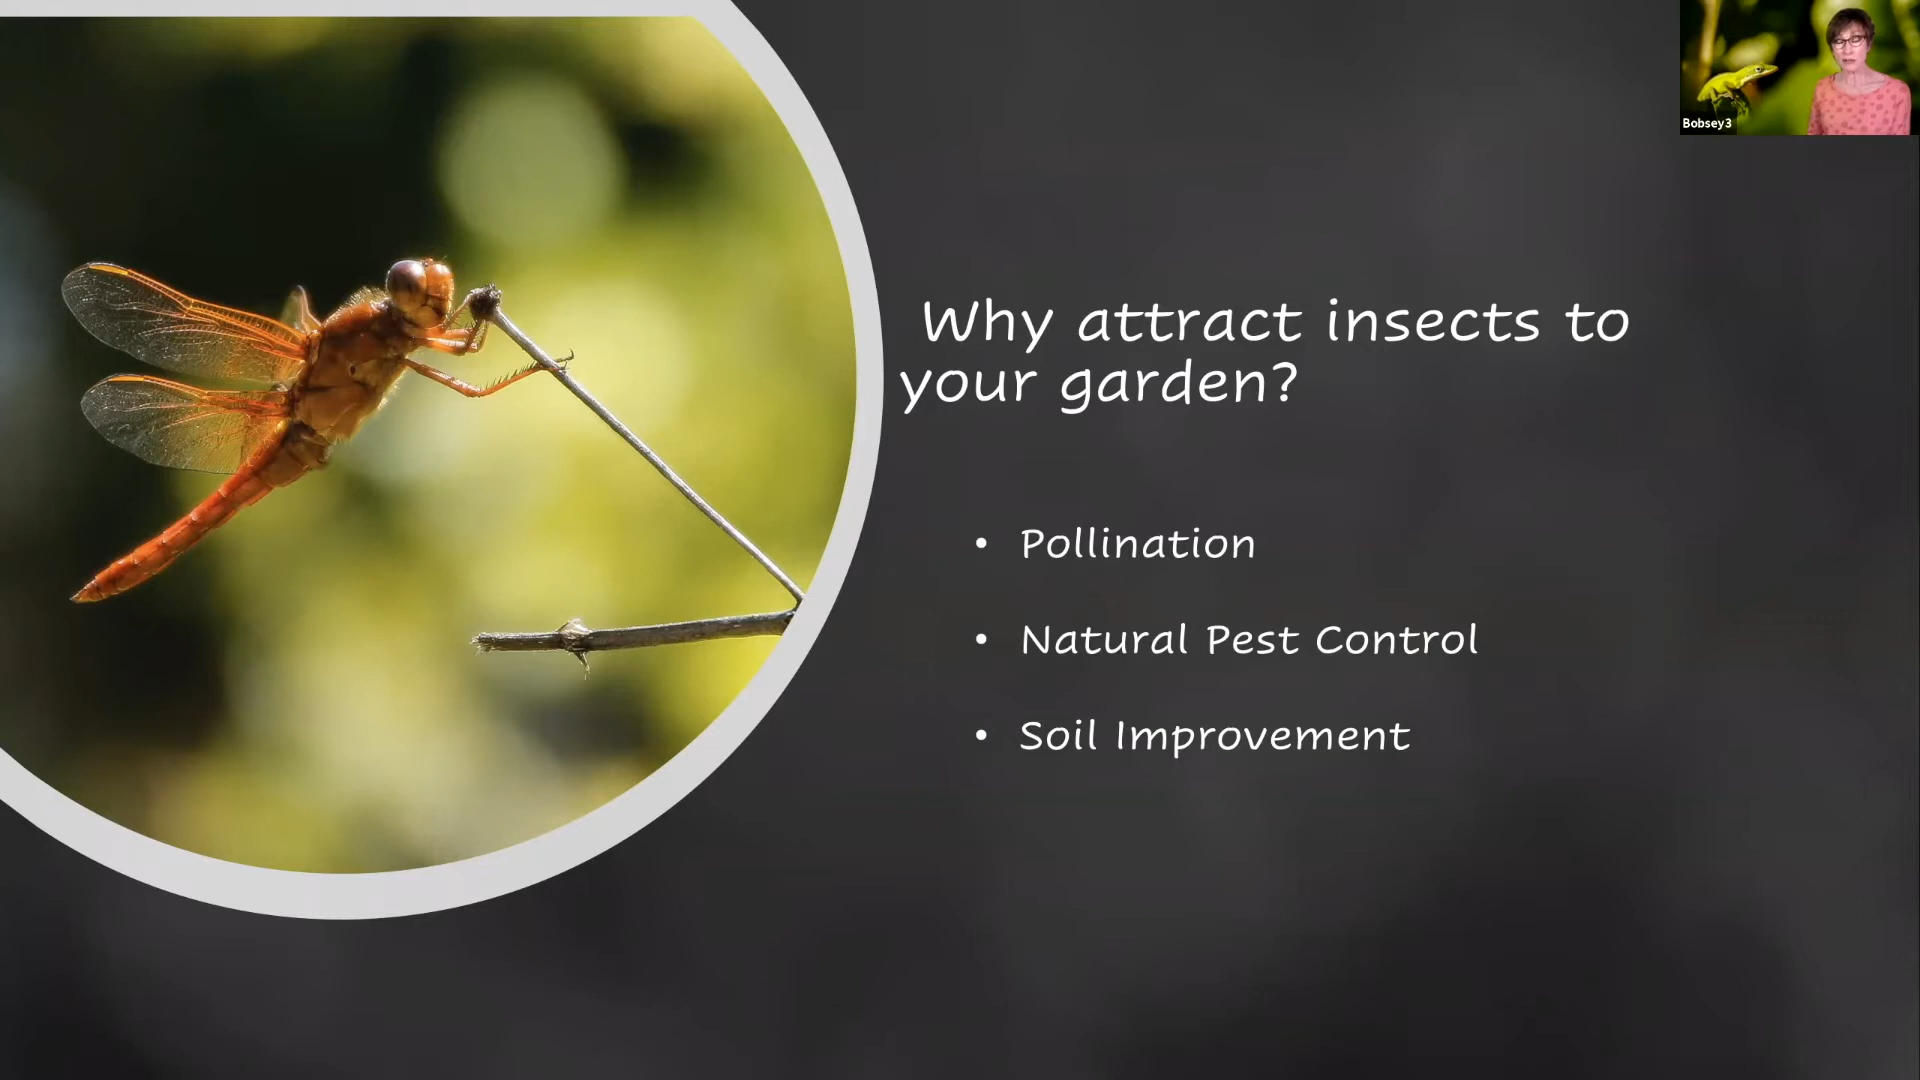 Bobsey3
Why attract insects to
your garden?
• Pollination
• Natural Pest Control
• Soil Improvement